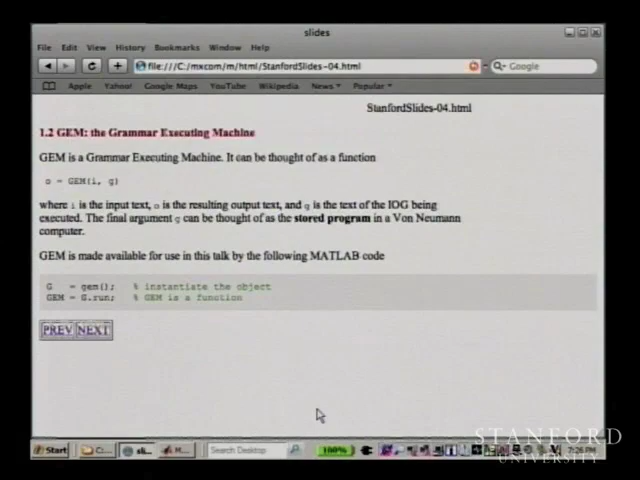 slides
File Edit View History Bookmarks Window Help
file:///C:/mxcom/m/html/StanfordSlides-04.html
Google
Apple Yahoo! Google Maps YouTube Wikipedia News Popular
StanfordSlides-04.html
1.2 GEM: the Grammar Executing Machine
GEM is a Grammar Executing Machine. It can be thought of as a function
o = GEM(i, g)
where i is the input text, o is the resulting output text, and g is the text of the IOG being
executed. The final argument g can be thought of as the stored program in a Von Neumann
computer.
GEM is made available for use in this talk by the following MATLAB code
G = gem(); % instantiate the object
GEM = G.run; % GEM is a function
PREV NEXT
Start C... sli... M... Search Desktop 100% 7:26 PM
STANFORD
UNIVERSITY